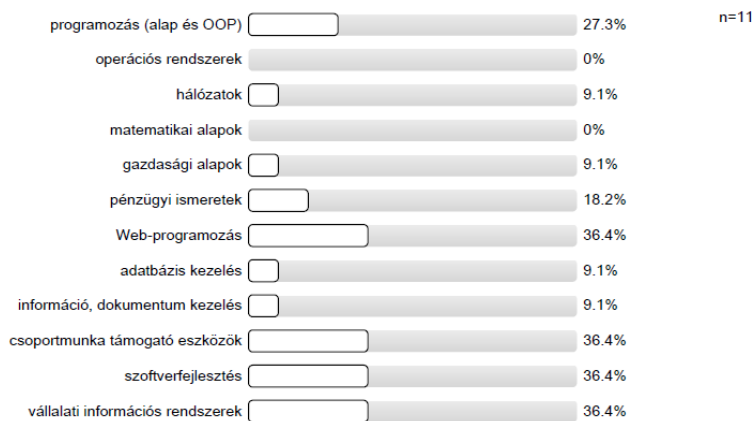 programozás (alap és OOP) 27.3% n=11
operációs rendszerek 0%
hálózatok 9.1%
matematikai alapok 0%
gazdasági alapok 9.1%
pénzügyi ismeretek 18.2%
Web-programozás 36.4%
adatbázis kezelés 9.1%
információ, dokumentum kezelés 9.1%
csoportmunka támogató eszközök 36.4%
szoftverfejlesztés 36.4%
vállalati információs rendszerek 36.4%